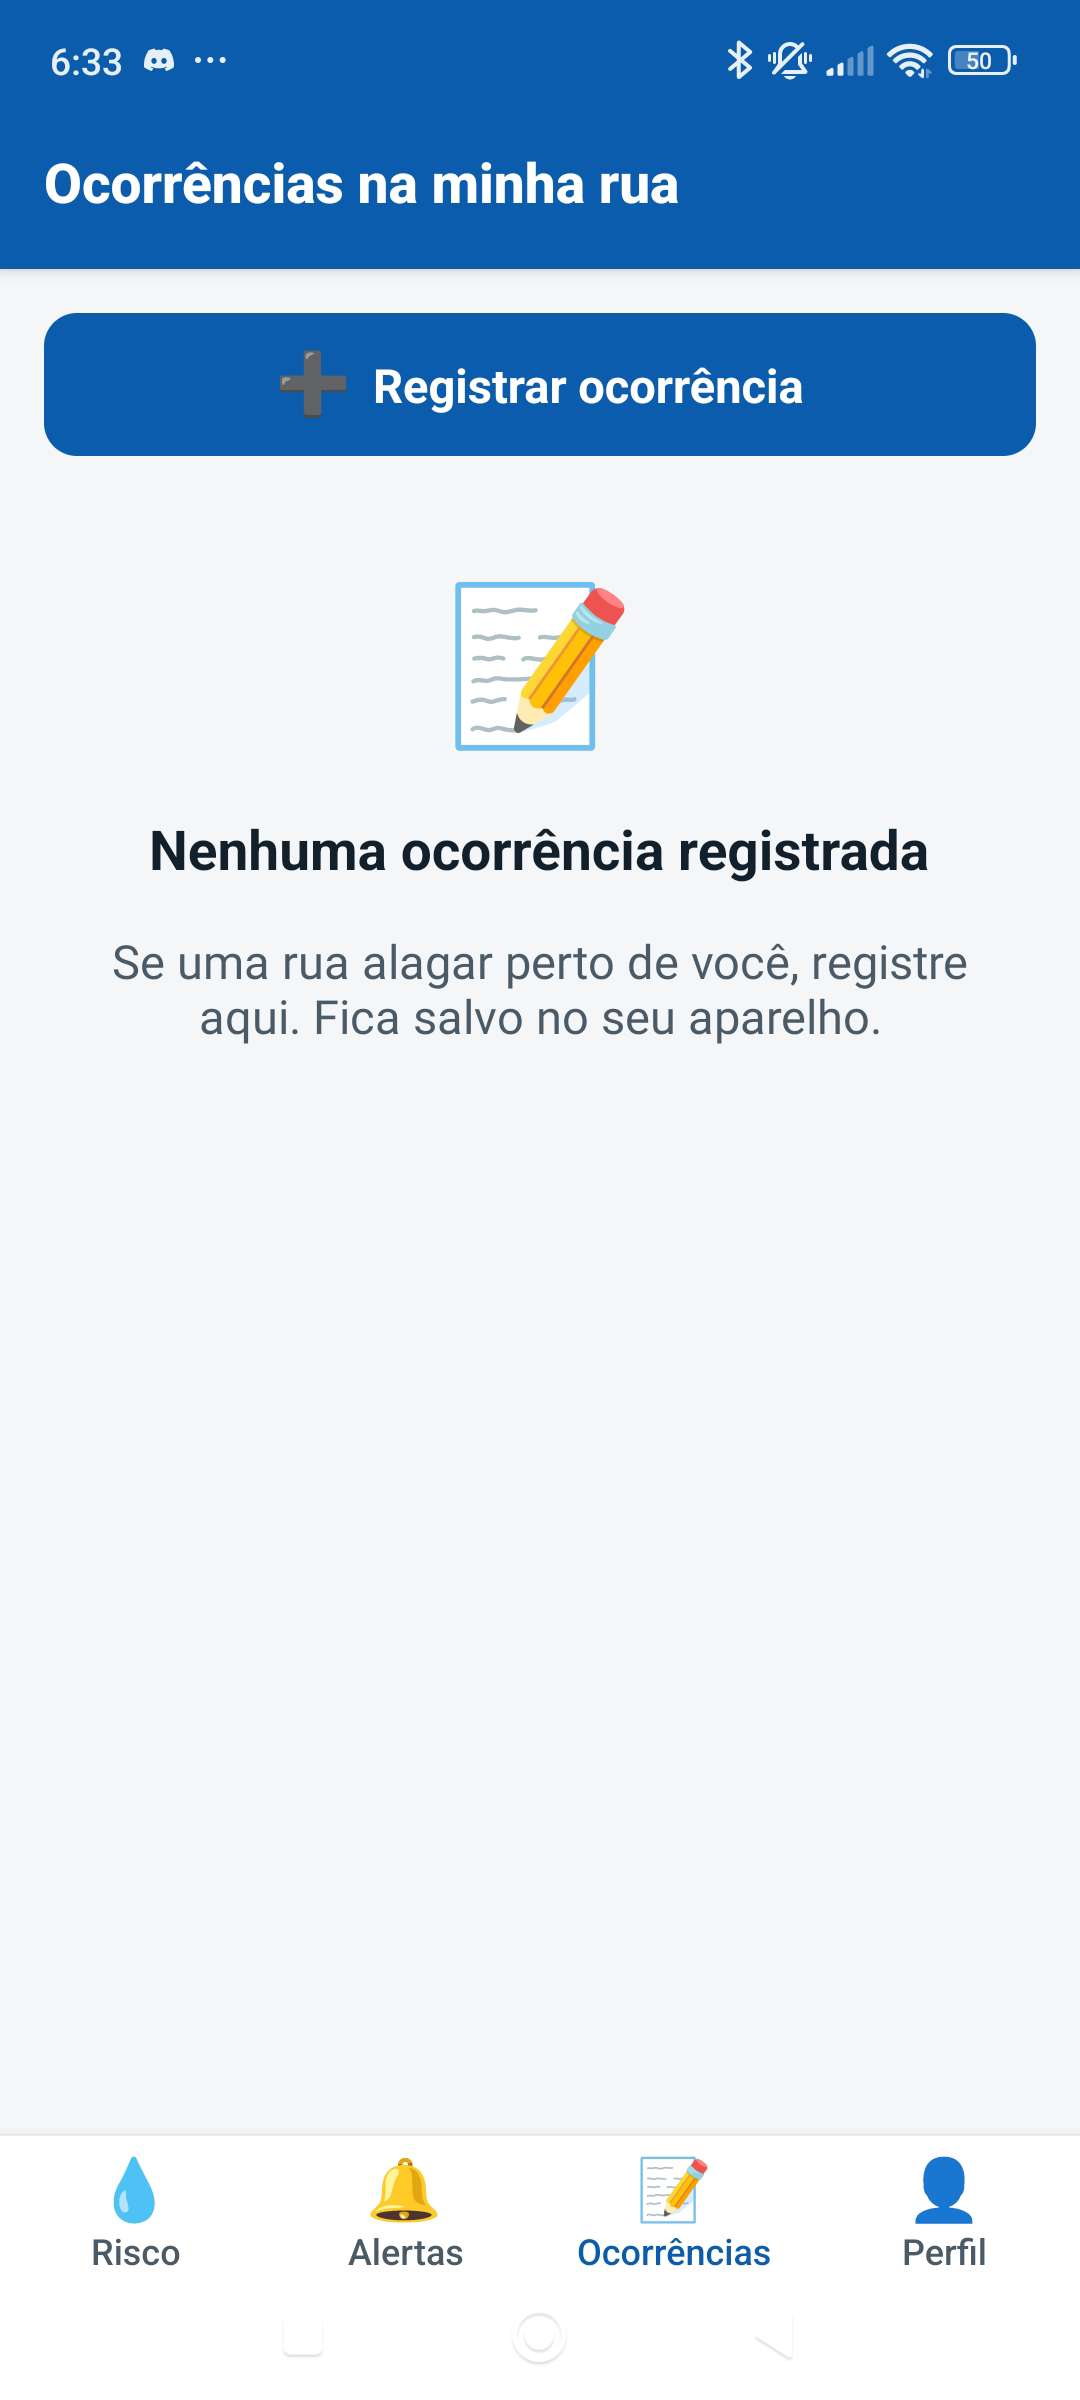 6:33
50
Ocorrências na minha rua
Registrar ocorrência
Nenhuma ocorrência registrada
Se uma rua alagar perto de você, registre
aqui. Fica salvo no seu aparelho.
Risco
Alertas
Ocorrências
Perfil